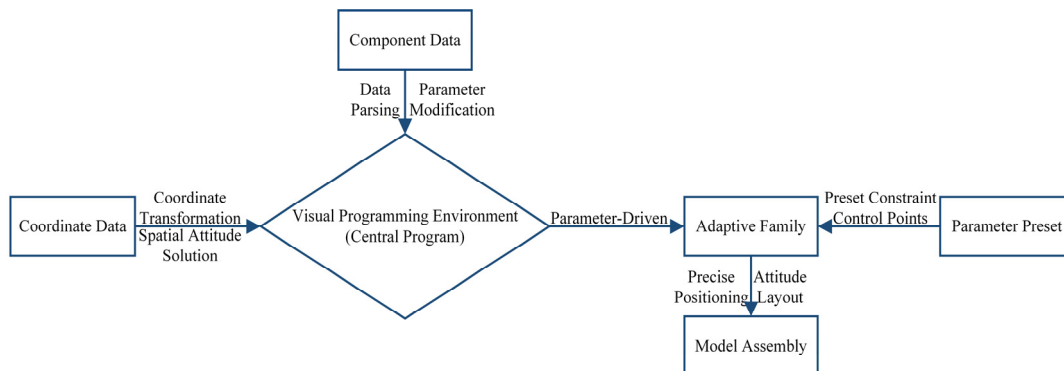 Component Data
Data
Parsing
Parameter
Modification
Coordinate Data
Coordinate
Transformation
Spatial Attitude
Solution
Visual Programming Environment
(Central Program)
Parameter-Driven
Adaptive Family
Preset Constraint
Control Points
Parameter Preset
Precise
Positioning
Attitude
Layout
Model Assembly